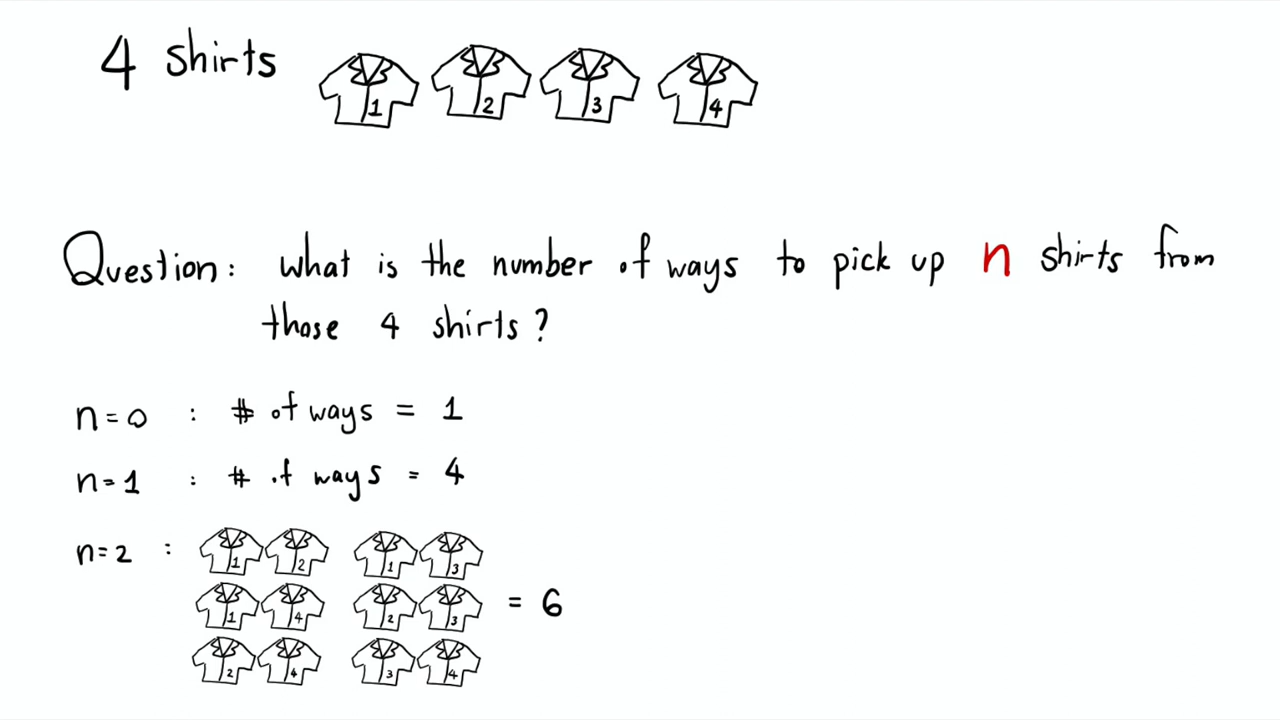 4 shirts 1 2 3 4
Question: what is the number of ways to pick up n shirts from
those 4 shirts?
n=0 : # of ways = 1
n=1 : # of ways = 4
n=2 : 1 2 1 3
1 4 2 3 = 6
2 4 3 4